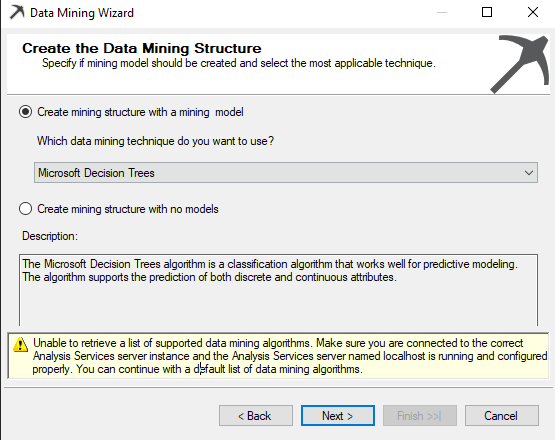 Data Mining Wizard
Create the Data Mining Structure
Specify if mining model should be created and select the most applicable technique.
Create mining structure with a mining model
Which data mining technique do you want to use?
Microsoft Decision Trees
Create mining structure with no models
Description:
The Microsoft Decision Trees algorithm is a classification algorithm that works well for predictive modeling.
The algorithm supports the prediction of both discrete and continuous attributes.
Unable to retrieve a list of supported data mining algorithms. Make sure you are connected to the correct
Analysis Services server instance and the Analysis Services server named localhost is running and configured
properly. You can continue with a default list of data mining algorithms.
< Back
Next >
Finish >>|
Cancel